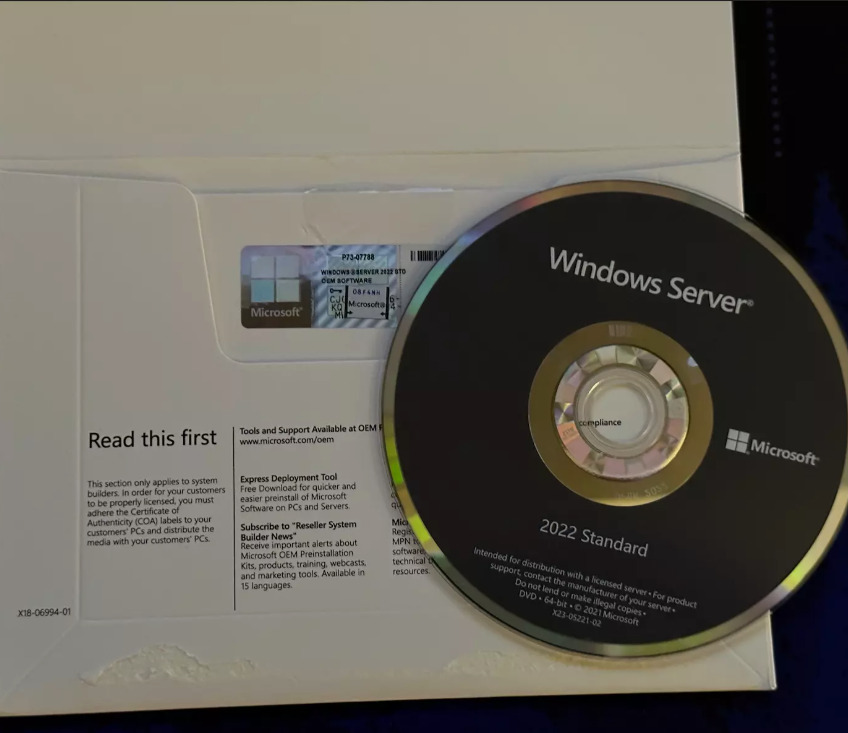 P73-07788
WINDOWS®SERVER 2022 STD
OEM SOFTWARE
Microsoft®
Microsoft®
Read this first
This section only applies to system
builders. In order for your customers
to be properly licensed, you must
adhere the Certificate of
Authenticity (COA) labels to your
customers' PCs and distribute the
media with your customers' PCs.
X18-06994-01
Tools and Support Available at OEM
www.microsoft.com/oem
Express Deployment Tool
Free Download for quicker and
easier preinstall of Microsoft
Software on PCs and Servers.
Subscribe to "Reseller System
Builder News"
Receive important alerts about
Microsoft OEM Preinstallation
Kits, products, training, webcasts,
and marketing tools. Available in
15 languages.
MPN
software,
technical
resources.
Windows Server®
compliance
Microsoft®
2022 Standard
Intended for distribution with a licensed server • For product
support, contact the manufacturer of your server •
Do not lend or make illegal copies •
DVD • 64-bit • © 2021 Microsoft
X23-05221-02